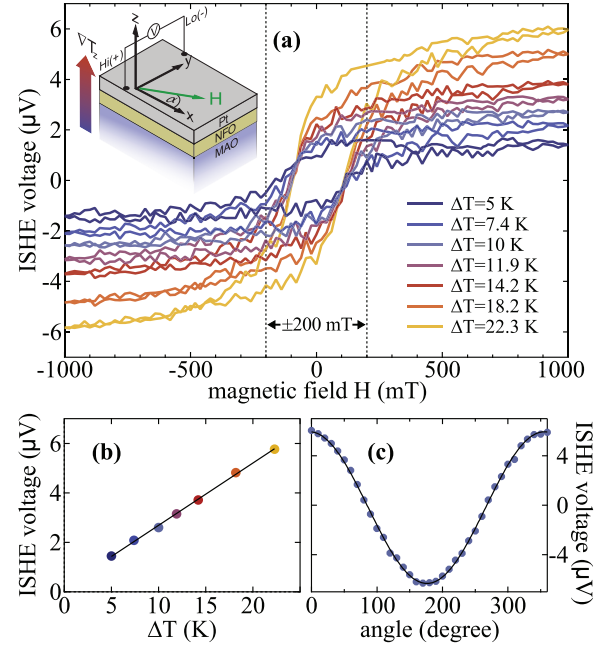 (a)
∇Tz
Hi(+)
V
Lo(-)
z
y
H
α
x
Pt
NFO
MAO
ISHE voltage (μV)
6
4
2
0
-2
-4
-6
ΔT=5 K
ΔT=7.4 K
ΔT=10 K
ΔT=11.9 K
ΔT=14.2 K
ΔT=18.2 K
ΔT=22.3 K
±200 mT
-1000 -500 0 500 1000
magnetic field H (mT)
(b)
ISHE voltage (μV)
6
4
2
0
0 5 10 15 20
ΔT (K)
(c)
4
0
-4
ISHE voltage (μV)
0 100 200 300
angle (degree)